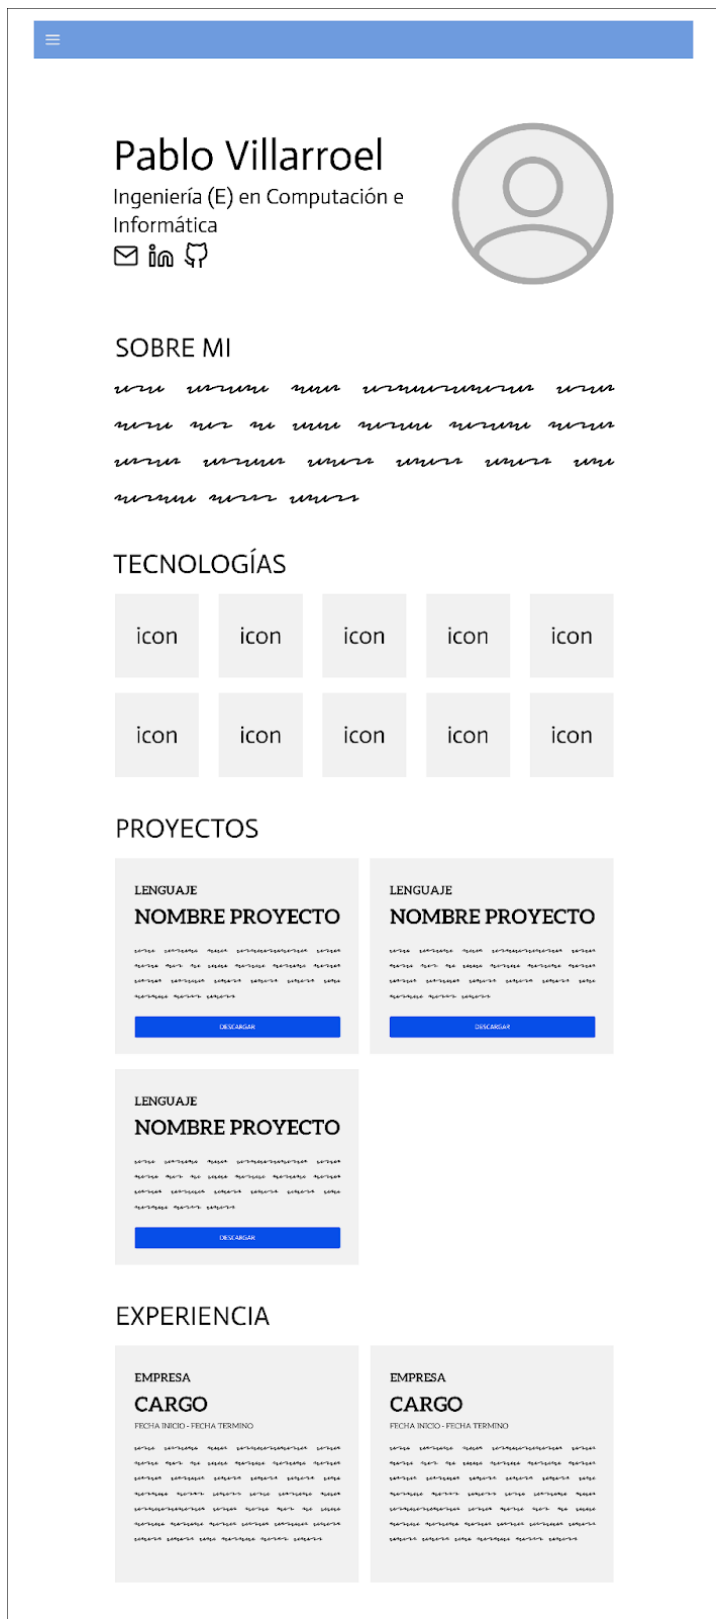 Pablo Villarroel
Ingeniería (E) en Computación e
Informática
SOBRE MI
TECNOLOGÍAS
icon icon icon icon icon
icon icon icon icon icon
PROYECTOS
LENGUAJE
NOMBRE PROYECTO
DESCARGAR
LENGUAJE
NOMBRE PROYECTO
DESCARGAR
LENGUAJE
NOMBRE PROYECTO
DESCARGAR
EXPERIENCIA
EMPRESA
CARGO
FECHA INICIO - FECHA TERMINO
EMPRESA
CARGO
FECHA INICIO - FECHA TERMINO